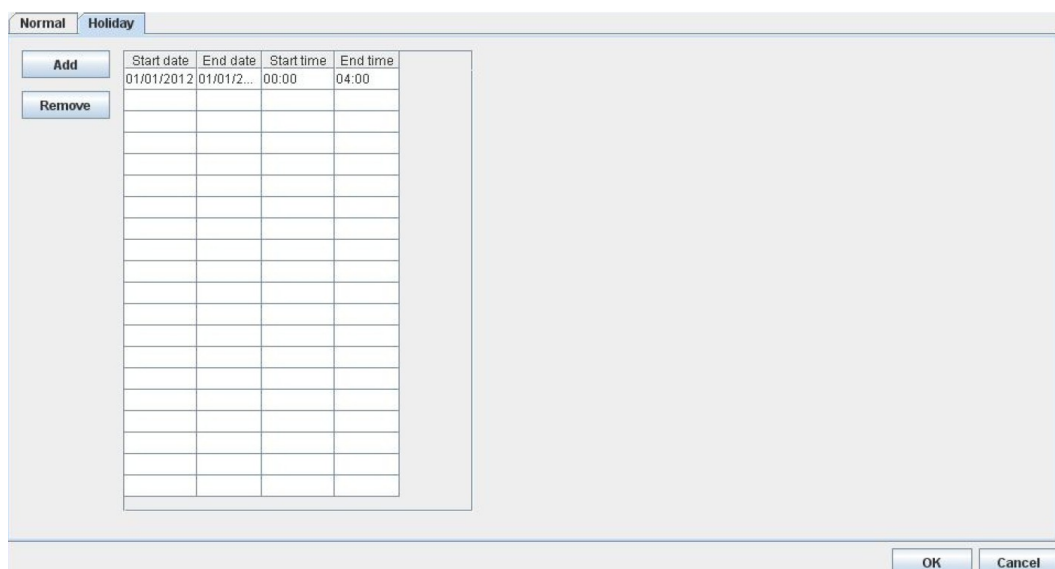 Normal Holiday
Add
Remove
Start date End date Start time End time
01/01/2012 01/01/2... 00:00 04:00
OK Cancel